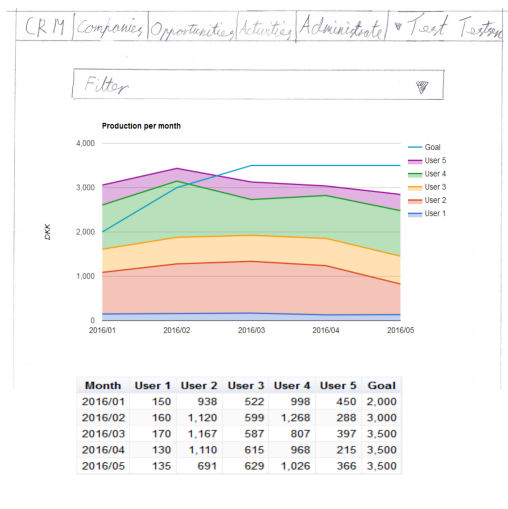 CRM | Companies | Opportunities | Activities | Administrate | ▾ Test
Filter
Production per month
4,000
3,000
2,000
1,000
0
DKK
2016/01 2016/02 2016/03 2016/04 2016/05
Goal
User 5
User 4
User 3
User 2
User 1
Month User 1 User 2 User 3 User 4 User 5 Goal
2016/01 150 938 522 998 450 2,000
2016/02 160 1,120 599 1,268 288 3,000
2016/03 170 1,167 587 807 397 3,500
2016/04 130 1,110 615 968 215 3,500
2016/05 135 691 629 1,026 366 3,500